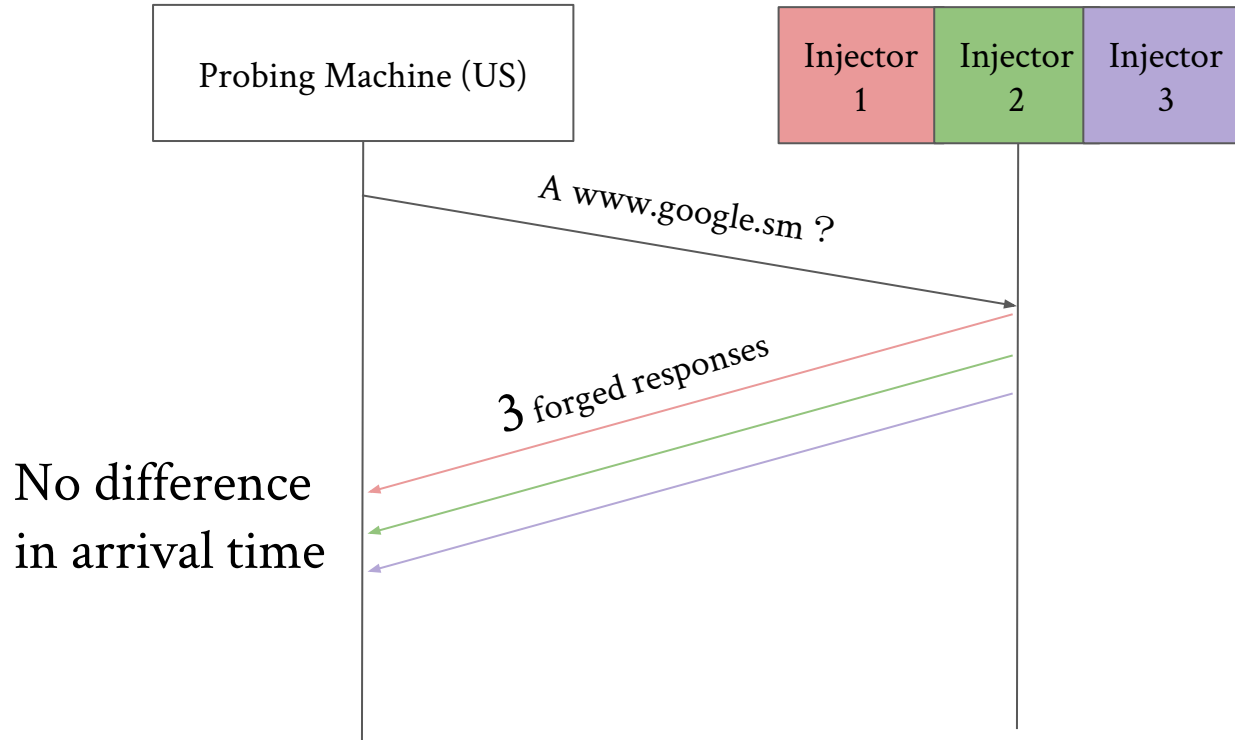 Probing Machine (US)
Injector
1
Injector
2
Injector
3
A www.google.sm ?
3 forged responses
No difference
in arrival time